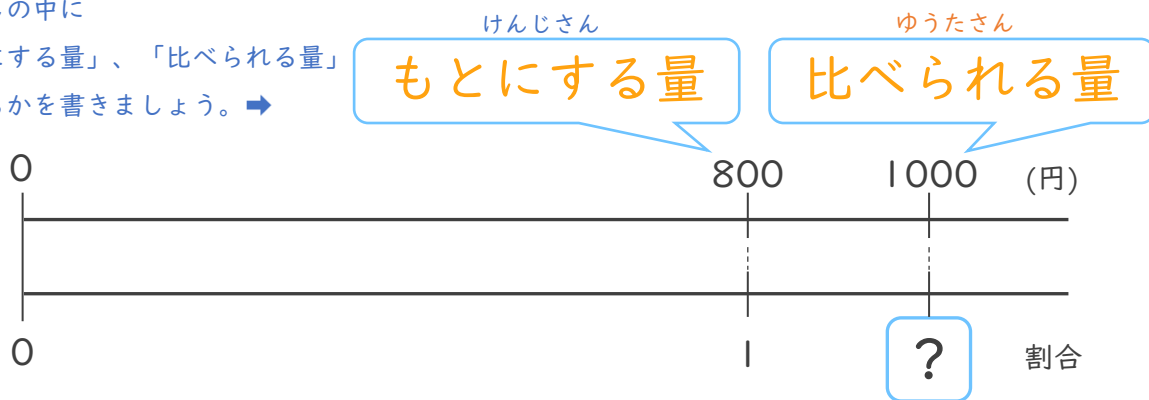 の中に
する量」、「比べられる量」
かを書きましょう。➡
けんじさん
ゆうたさん
もとにする量
比べられる量
0 800 1000 (円)
0 1 ? 割合